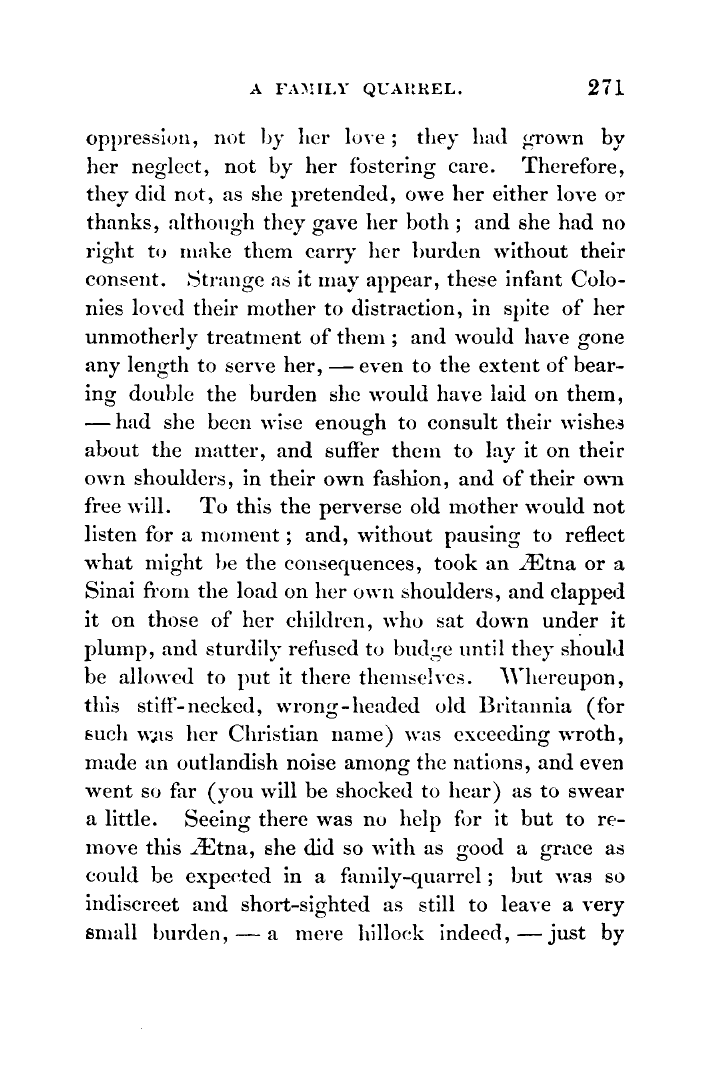 A FAMILY QUARREL. 271
oppression, not by her love; they had grown by
her neglect, not by her fostering care. Therefore,
they did not, as she pretended, owe her either love or
thanks, although they gave her both; and she had no
right to make them carry her burden without their
consent. Strange as it may appear, these infant Colo-
nies loved their mother to distraction, in spite of her
unmotherly treatment of them; and would have gone
any length to serve her, — even to the extent of bear-
ing double the burden she would have laid on them,
— had she been wise enough to consult their wishes
about the matter, and suffer them to lay it on their
own shoulders, in their own fashion, and of their own
free will. To this the perverse old mother would not
listen for a moment; and, without pausing to reflect
what might be the consequences, took an Ætna or a
Sinai from the load on her own shoulders, and clapped
it on those of her children, who sat down under it
plump, and sturdily refused to budge until they should
be allowed to put it there themselves. Whereupon,
this stiff-necked, wrong-headed old Britannia (for
such was her Christian name) was exceeding wroth,
made an outlandish noise among the nations, and even
went so far (you will be shocked to hear) as to swear
a little. Seeing there was no help for it but to re-
move this Ætna, she did so with as good a grace as
could be expected in a family-quarrel; but was so
indiscreet and short-sighted as still to leave a very
small burden, — a mere hillock indeed, — just by